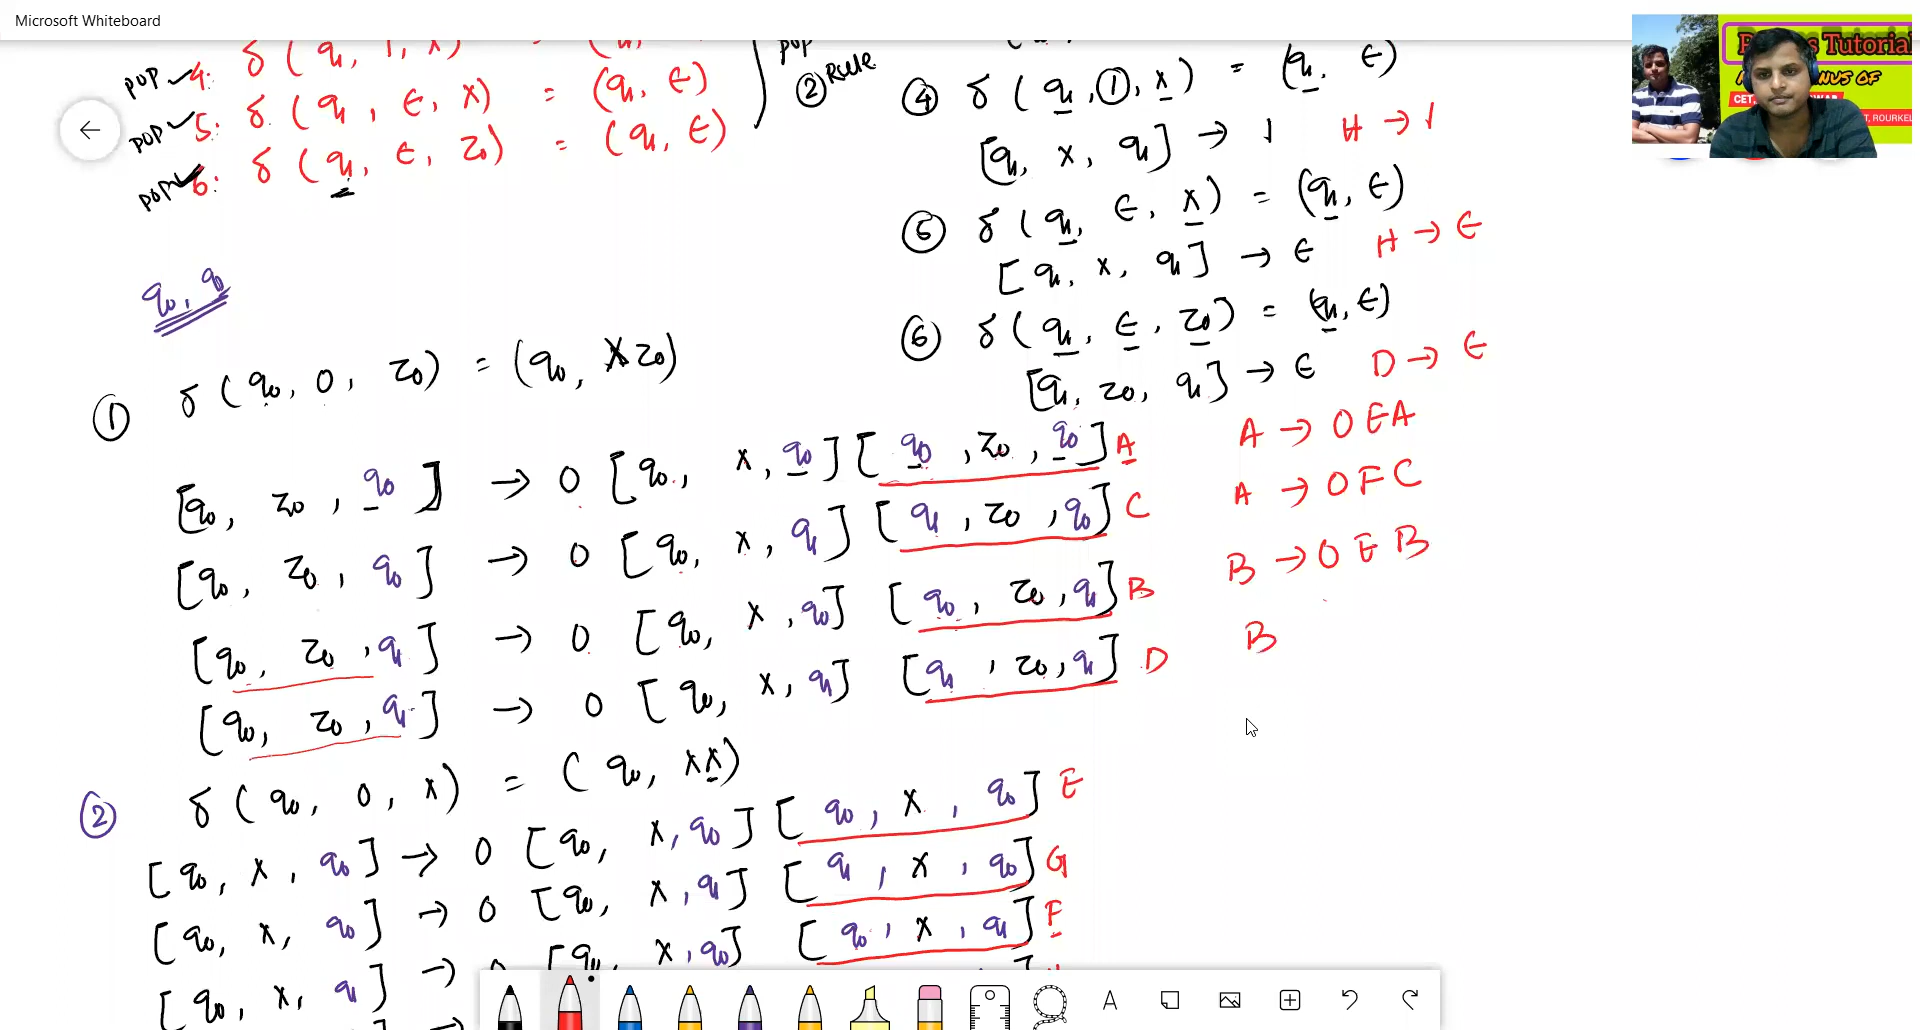 Microsoft Whiteboard
Tutorial
NUS OF
CET
T, ROURKEL
POP 4: δ ( q1, 1, x) = (q1,
POP 5: δ ( q1, ε, x) = (q1, ε)
POP 6: δ ( q1, ε, z0) = (q1, ε)
POP
② Rule
④ δ ( q1, ①, x ) = (q1, ε)
[q1, x, q1] → 1 H → 1
⑤ δ ( q1, ε, x ) = (q1, ε)
[ q1, x, q1 ] → ε H → ε
⑥ δ ( q1, ε, z0 ) = (q1, ε)
[q1, z0, q1] → ε D → ε
q0, q1
① δ ( q0, 0, z0) = (q0, Xz0)
[q0, z0, q0] → 0 [q0, x, q0] [q0, z0, q0] A A → 0 E A
[q0, z0, q0] → 0 [q0, x, q1] [q1, z0, q0] C A → 0 F C
[q0, z0, q1] → 0 [q0, x, q0] [q0, z0, q1] B B → 0 E B
[q0, z0, q1] → 0 [q0, x, q1] [q1, z0, q1] D B
② δ ( q0, 0, x) = ( q0, xx)
[q0, x, q0] → 0 [q0, x, q0] [q0, x, q0] E
[q0, x, q0] → 0 [q0, x, q1] [q1, x, q0] G
[q0, x, q1] → 0 [q0, x, q0] [q0, x, q1] F